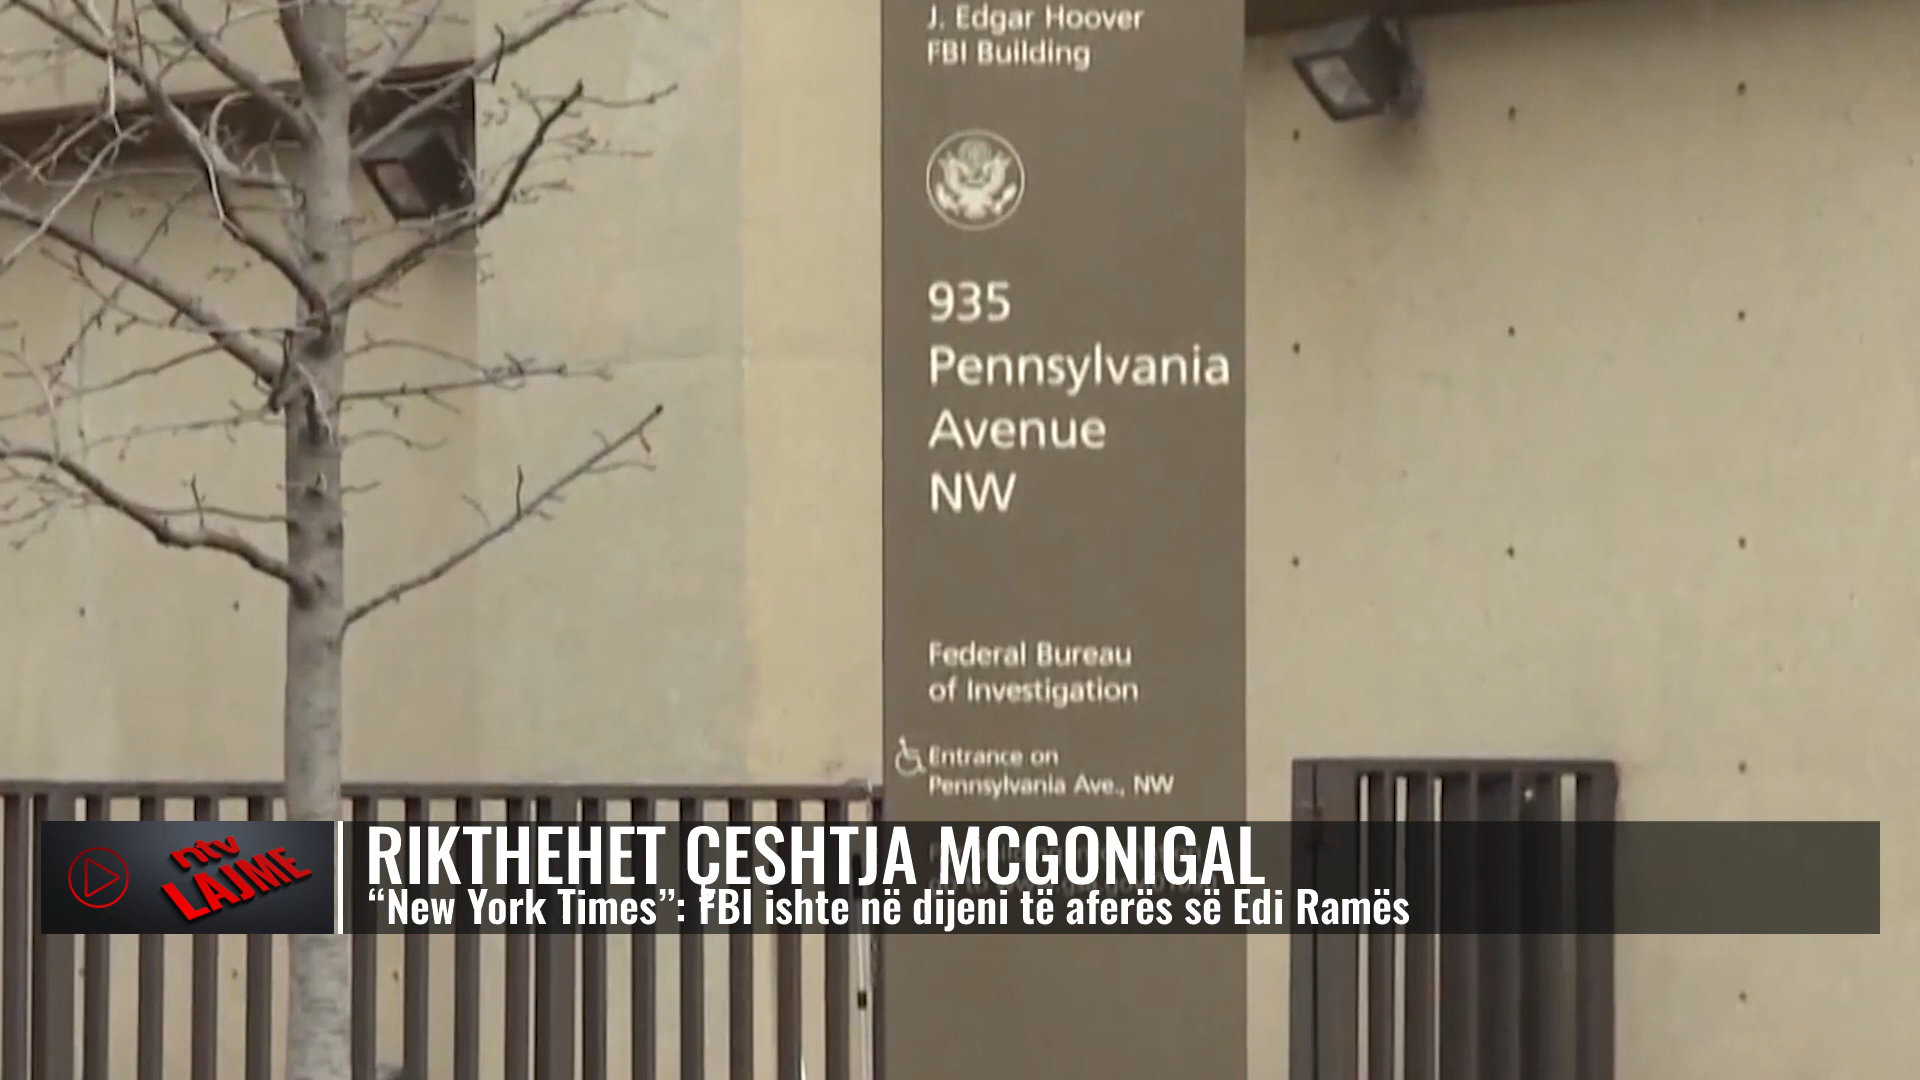 J. Edgar Hoover
FBI Building
935
Pennsylvania
Avenue
NW
Federal Bureau
of Investigation
Entrance on
Pennsylvania Ave., NW
ntv
LAJME
RIKTHEHET ÇESHTJA MCGONIGAL
“New York Times”: FBI ishte në dijeni të aferës së Edi Ramës